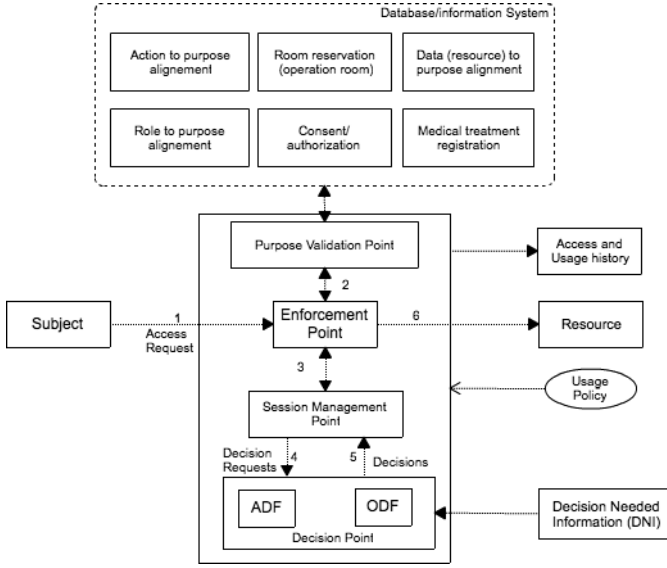 Database/information System
Action to purpose
alignement
Room reservation
(operation room)
Data (resource) to
purpose alignment
Role to purpose
alignement
Consent/
authorization
Medical treatment
registration
Purpose Validation Point
Access and
Usage history
2
Subject
1
Access
Request
Enforcement
Point
6
Resource
3
Usage
Policy
Session Management
Point
Decision
Requests
4
5
Decisions
ADF
ODF
Decision Point
Decision Needed
Information (DNI)